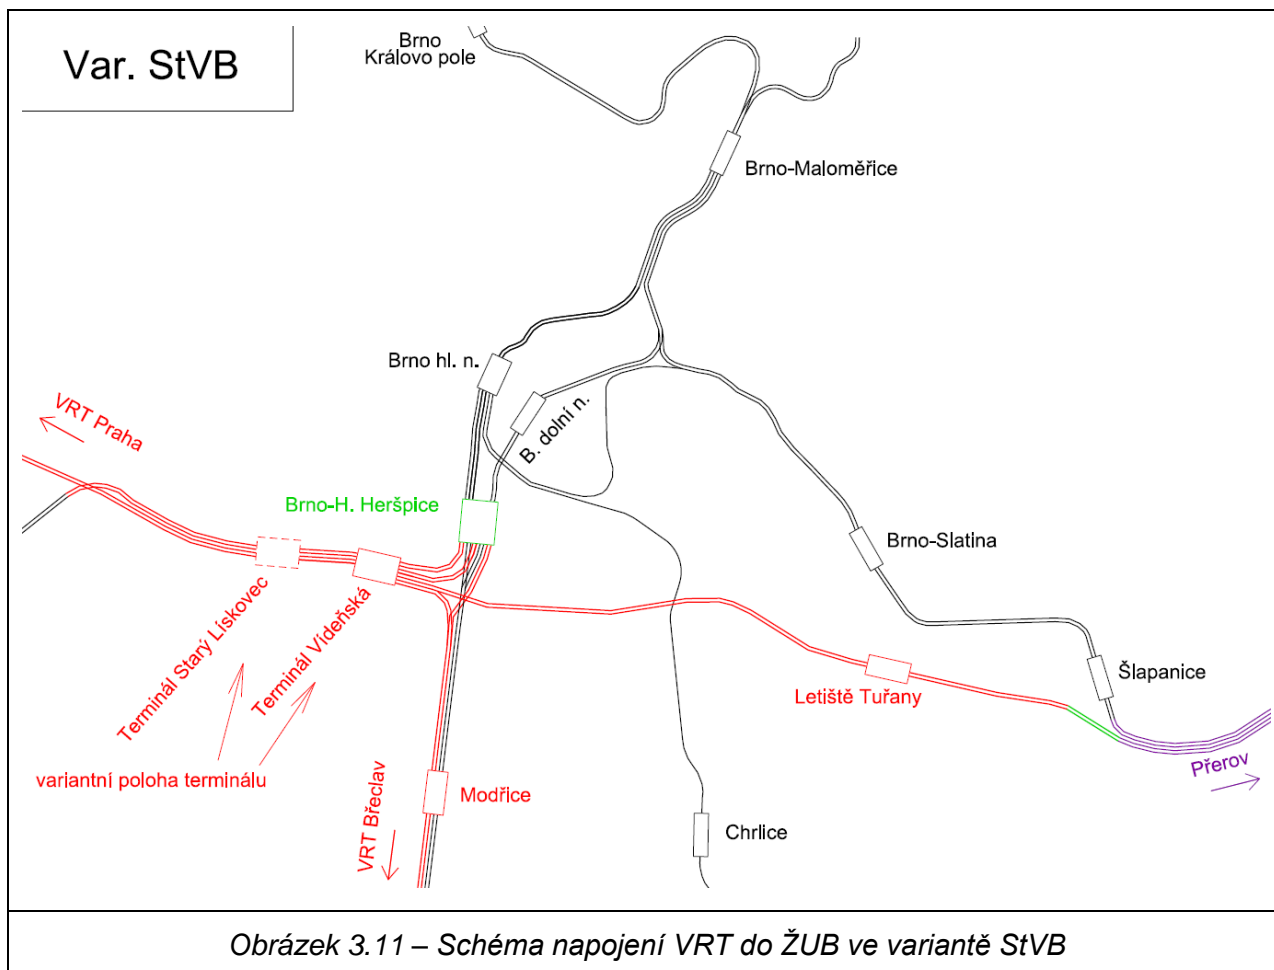 Var. StVB
Brno
Královo pole
Brno-Maloměřice
Brno hl. n.
B. dolní n.
VRT Praha
Brno-H. Heršpice
Brno-Slatina
Terminál Starý Lískovec
Terminál Vídeňská
Letiště Tuřany
Šlapanice
variantní poloha terminálu
Modřice
VRT Břeclav
Přerov
Chrlice
Obrázek 3.11 – Schéma napojení VRT do ŽUB ve variantě StVB